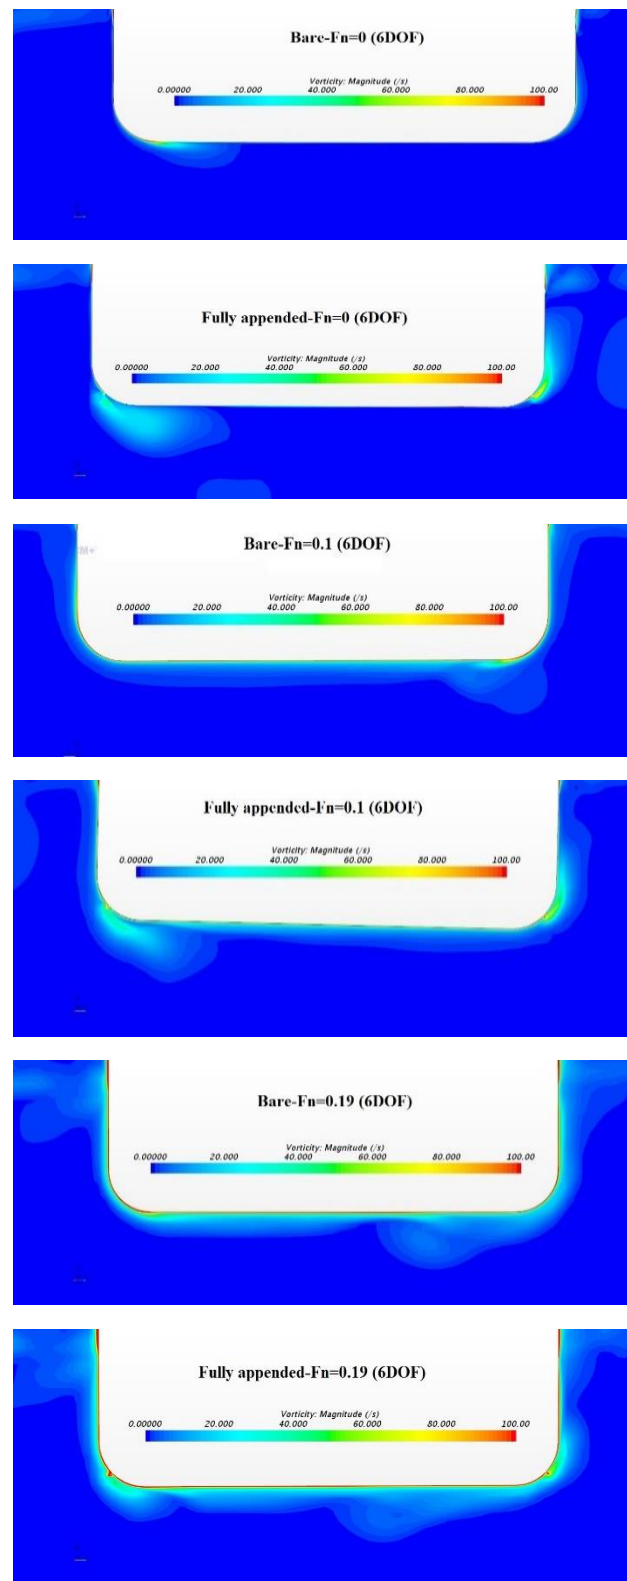 Bare-Fn=0 (6DOF)
Vorticity: Magnitude (/s)
0.00000 20.000 40.000 60.000 80.000 100.00
Fully appended-Fn=0 (6DOF)
Vorticity: Magnitude (/s)
0.00000 20.000 40.000 60.000 80.000 100.00
Bare-Fn=0.1 (6DOF)
M+
Vorticity: Magnitude (/s)
0.00000 20.000 40.000 60.000 80.000 100.00
Fully appended-Fn=0.1 (6DOF)
Vorticity: Magnitude (/s)
0.00000 20.000 40.000 60.000 80.000 100.00
Bare-Fn=0.19 (6DOF)
Vorticity: Magnitude (/s)
0.00000 20.000 40.000 60.000 80.000 100.00
Fully appended-Fn=0.19 (6DOF)
Vorticity: Magnitude (/s)
0.00000 20.000 40.000 60.000 80.000 100.00